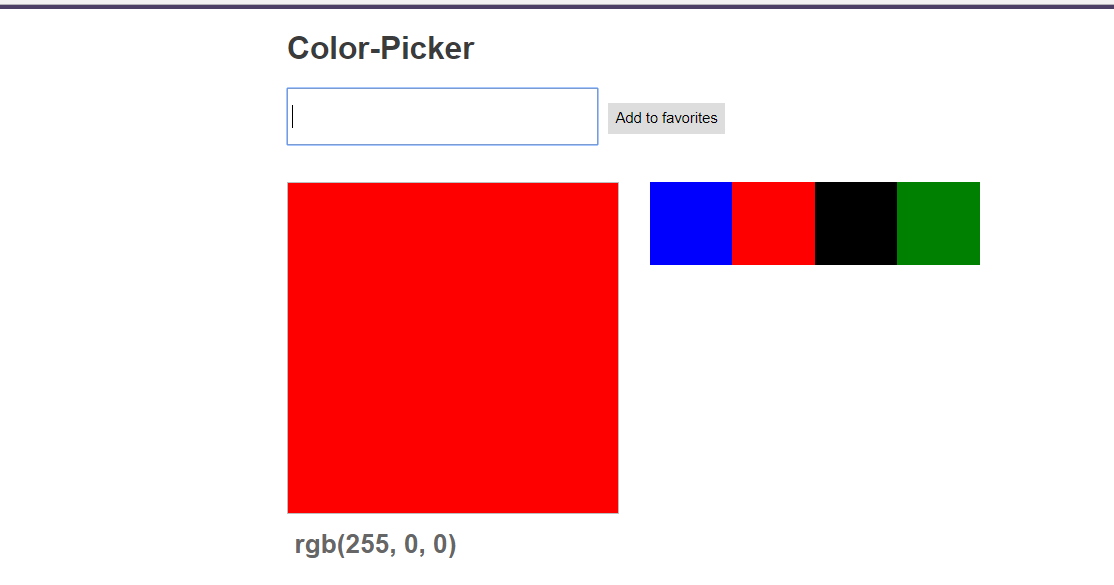 Color-Picker
Add to favorites
rgb(255, 0, 0)